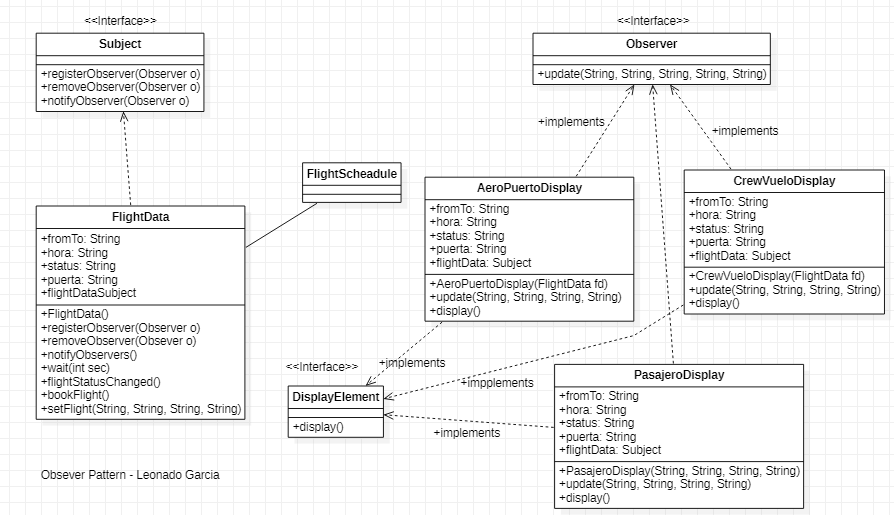 <<Interface>>
Subject
+registerObserver(Observer o)
+removeObserver(Observer o)
+notifyObserver(Observer o)
<<Interface>>
Observer
+update(String, String, String, String, String)
+implements
+implements
FlightScheadule
FlightData
+fromTo: String
+hora: String
+status: String
+puerta: String
+flightDataSubject
+FlightData()
+registerObserver(Observer o)
+removeObserver(Obsever o)
+notifyObservers()
+wait(int sec)
+flightStatusChanged()
+bookFlight()
+setFlight(String, String, String, String)
AeroPuertoDisplay
+fromTo: String
+hora: String
+status: String
+puerta: String
+flightData: Subject
+AeroPuertoDisplay(FlightData fd)
+update(String, String, String, String)
+display()
CrewVueloDisplay
+fromTo: String
+hora: String
+status: String
+puerta: String
+flightData: Subject
+CrewVueloDisplay(FlightData fd)
+update(String, String, String, String)
+display()
<<Interface>>
+impplements
+impplements
DisplayElement
+display()
+implements
PasajeroDisplay
+fromTo: String
+hora: String
+status: String
+puerta: String
+flightData: Subject
+PasajeroDisplay(String, String, String, String)
+update(String, String, String, String)
+display()
Obsever Pattern - Leonado Garcia